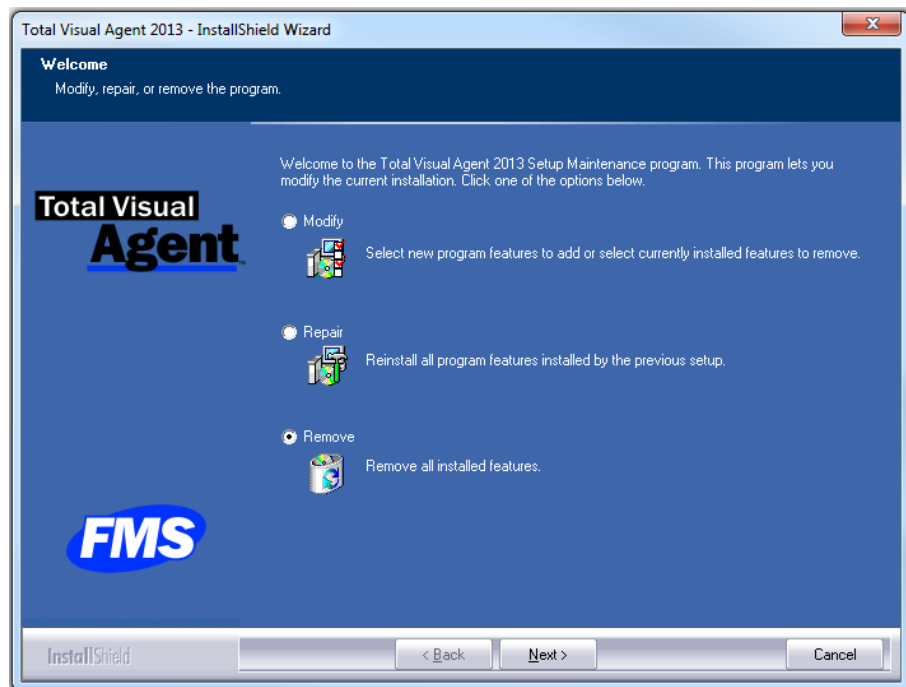 Total Visual Agent 2013 - InstallShield Wizard
Welcome
Modify, repair, or remove the program.
Welcome to the Total Visual Agent 2013 Setup Maintenance program. This program lets you
modify the current installation. Click one of the options below.
Total Visual
Agent
Modify
Select new program features to add or select currently installed features to remove.
Repair
Reinstall all program features installed by the previous setup.
Remove
Remove all installed features.
FMS
InstallShield
< Back
Next >
Cancel